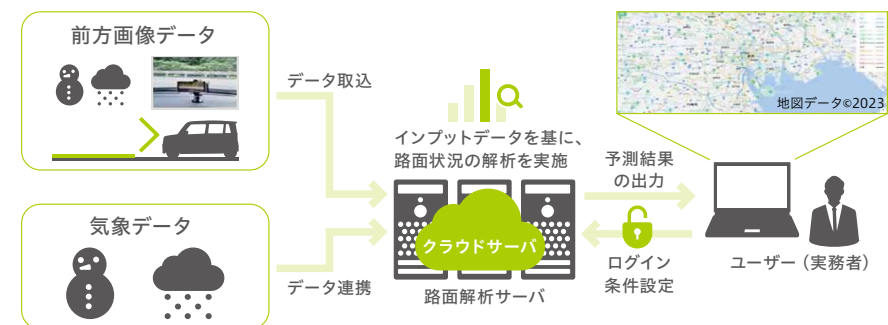 前方画像データ
データ取込
インプットデータを基に、
路面状況の解析を実施
地図データ©2023
予測結果
の出力
気象データ
データ連携
クラウドサーバ
路面解析サーバ
ログイン
条件設定
ユーザー（実務者）